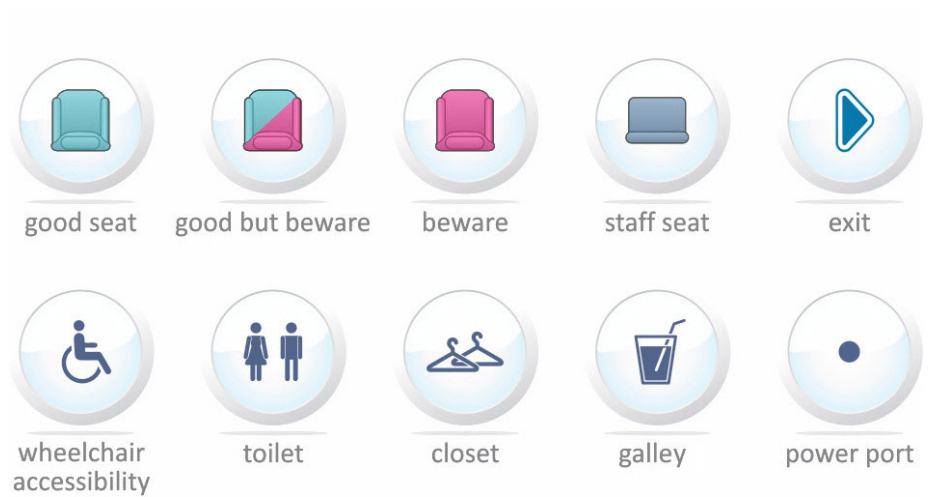 good seat
good but beware
beware
staff seat
exit
wheelchair
accessibility
toilet
closet
galley
power port